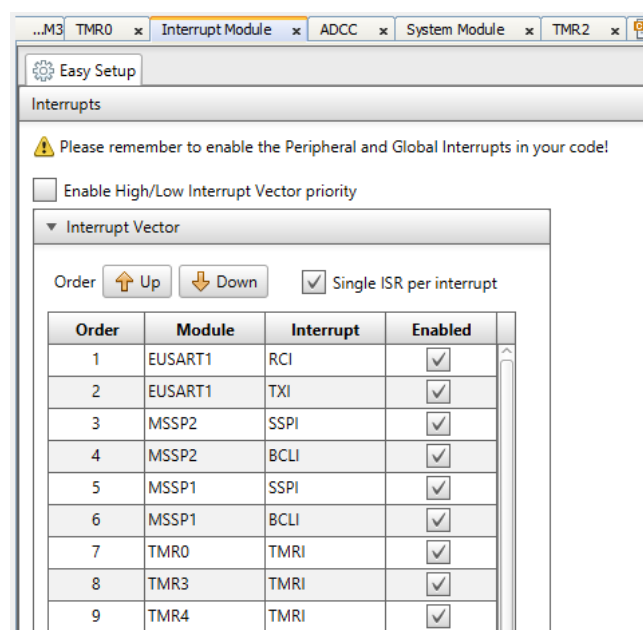 ...M3 TMR0 x Interrupt Module x ADCC x System Module x TMR2 x
Easy Setup
Interrupts
Please remember to enable the Peripheral and Global Interrupts in your code!
Enable High/Low Interrupt Vector priority
Interrupt Vector
Order Up Down Single ISR per interrupt
Order Module Interrupt Enabled
1 EUSART1 RCI
2 EUSART1 TXI
3 MSSP2 SSPI
4 MSSP2 BCLI
5 MSSP1 SSPI
6 MSSP1 BCLI
7 TMR0 TMRI
8 TMR3 TMRI
9 TMR4 TMRI